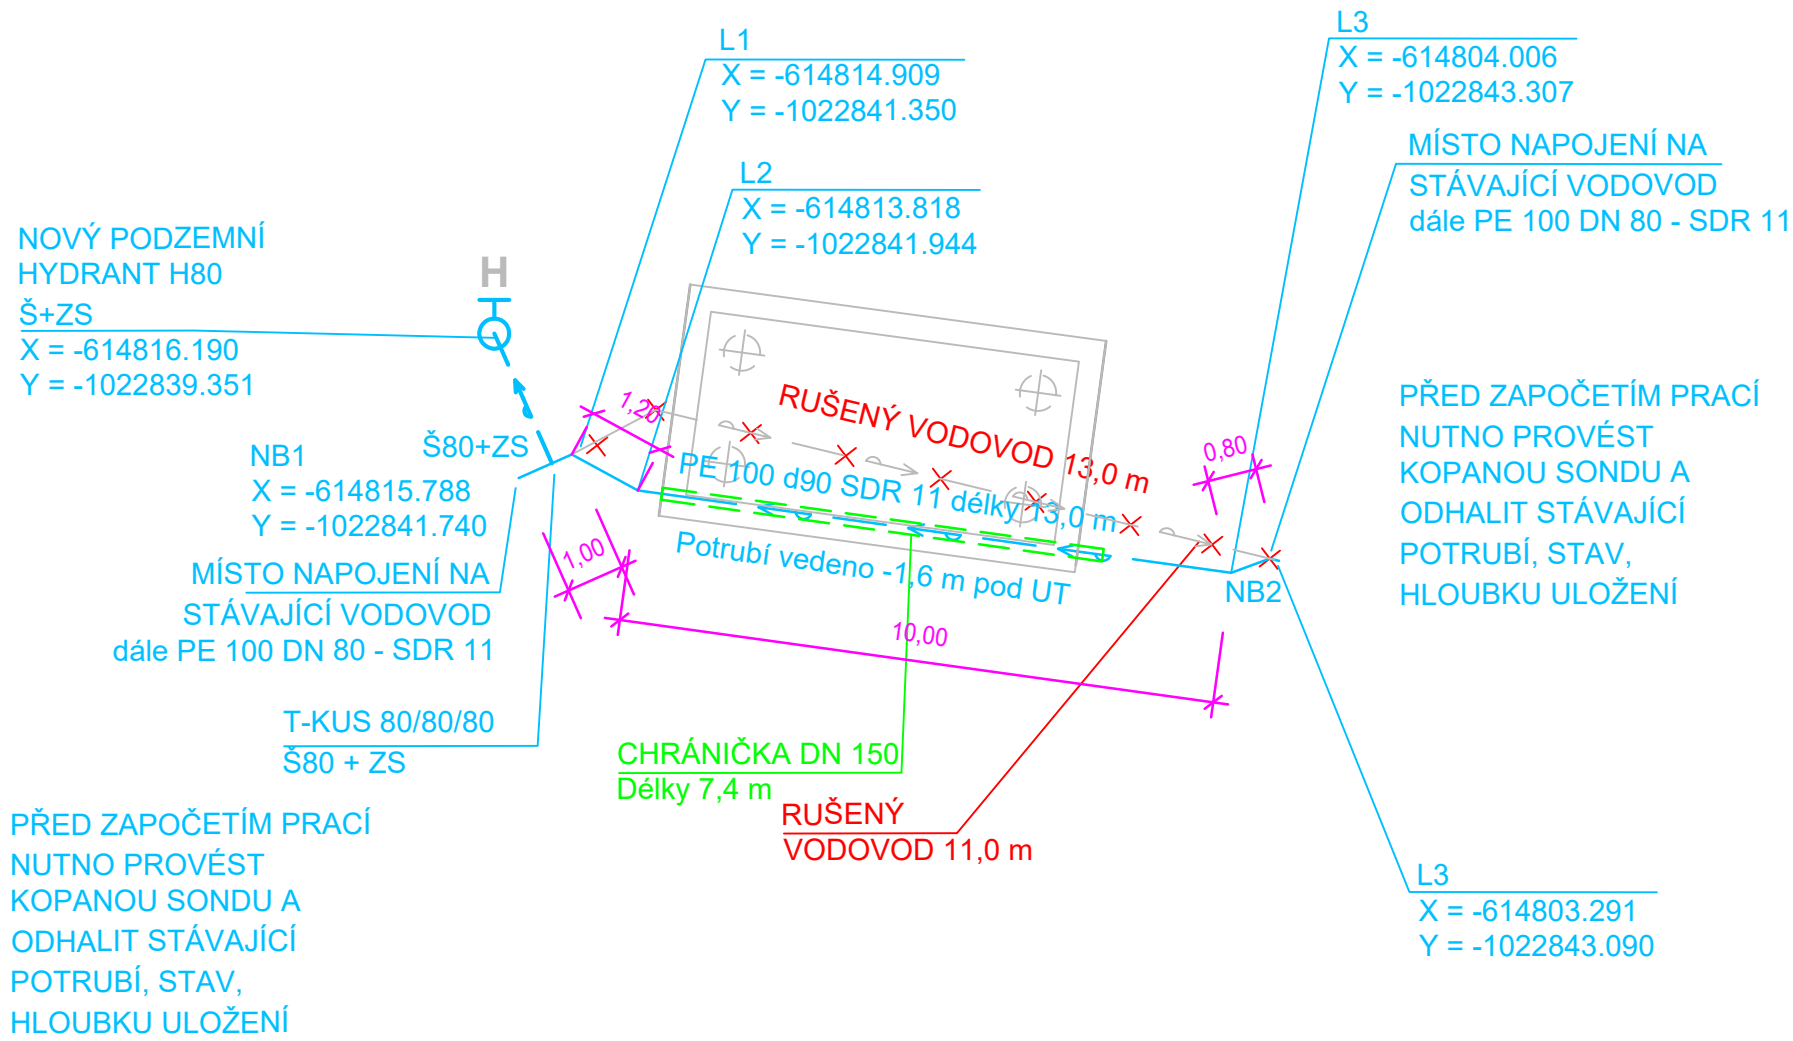 L1
X = -614814.909
Y = -1022841.350
L3
X = -614804.006
Y = -1022843.307
MÍSTO NAPOJENÍ NA
STÁVAJÍCÍ VODOVOD
dále PE 100 DN 80 - SDR 11
L2
X = -614813.818
Y = -1022841.944
NOVÝ PODZEMNÍ
HYDRANT H80
Š+ZS
X = -614816.190
Y = -1022839.351
H
1,20
RUŠENÝ VODOVOD 13,0 m
0,80
PŘED ZAPOČETÍM PRACÍ
NUTNO PROVÉST
KOPANOU SONDU A
ODHALIT STÁVAJÍCÍ
POTRUBÍ, STAV,
HLOUBKU ULOŽENÍ
Š80+ZS
NB1
X = -614815.788
Y = -1022841.740
MÍSTO NAPOJENÍ NA
STÁVAJÍCÍ VODOVOD
dále PE 100 DN 80 - SDR 11
PE 100 d90 SDR 11 délky 13,0 m
Potrubí vedeno -1,6 m pod UT
1,00
NB2
10,00
T-KUS 80/80/80
Š80 + ZS
CHRÁNIČKA DN 150
Délky 7,4 m
RUŠENÝ
VODOVOD 11,0 m
PŘED ZAPOČETÍM PRACÍ
NUTNO PROVÉST
KOPANOU SONDU A
ODHALIT STÁVAJÍCÍ
POTRUBÍ, STAV,
HLOUBKU ULOŽENÍ
L3
X = -614803.291
Y = -1022843.090